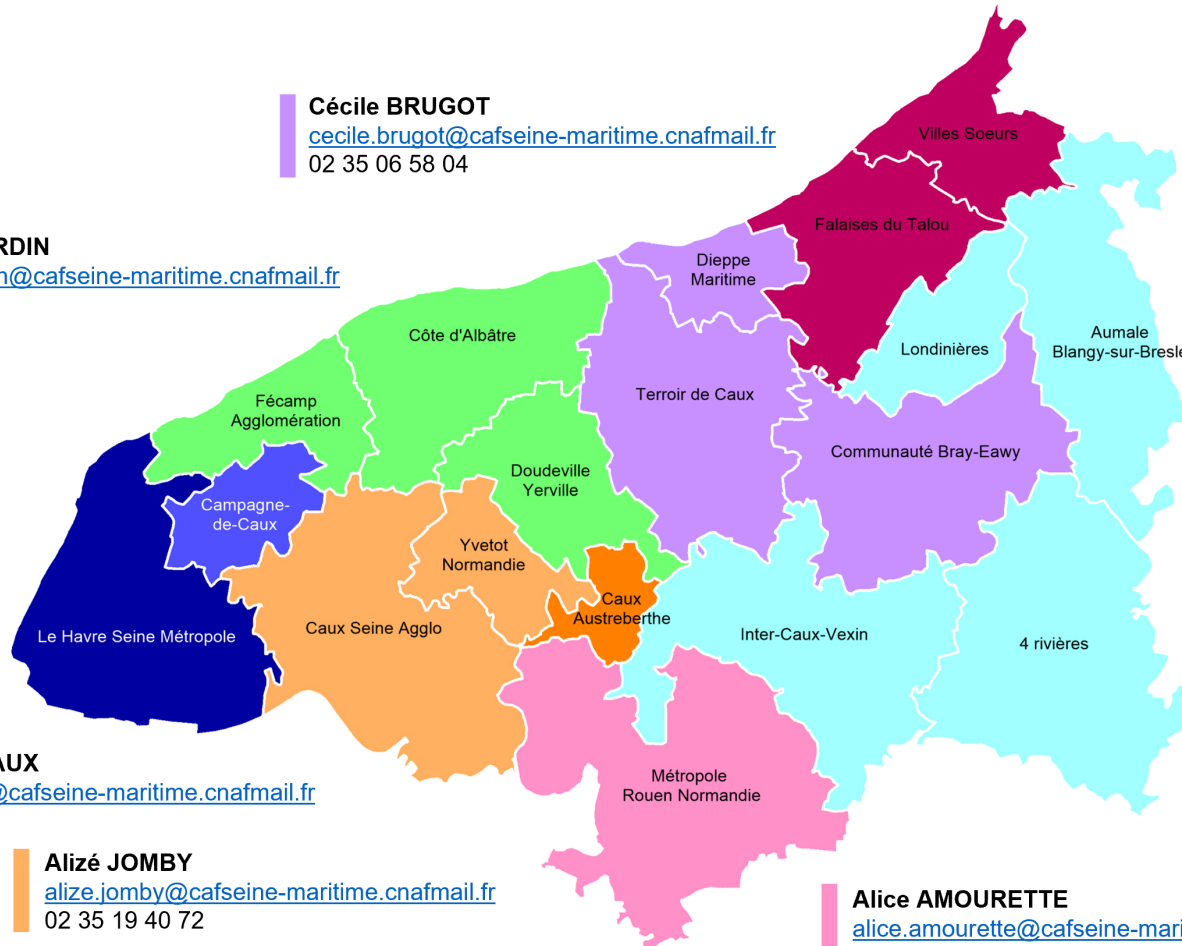 Cécile BRUGOT
cecile.brugot@cafseine-maritime.cnafmail.fr
02 35 06 58 04
Villes Soeurs
Falaises du Talou
RDIN
n@cafseine-maritime.cnafmail.fr
Dieppe
Maritime
Côte d'Albâtre
Londinières
Aumale
Blangy-sur-Bresle
Fécamp
Agglomération
Terroir de Caux
Communauté Bray-Eawy
Doudeville
Yerville
Campagne-
de-Caux
Yvetot
Normandie
Caux
Austreberthe
Le Havre Seine Métropole
Caux Seine Agglo
Inter-Caux-Vexin
4 rivières
AUX
@cafseine-maritime.cnafmail.fr
Métropole
Rouen Normandie
Alizé JOMBY
alize.jomby@cafseine-maritime.cnafmail.fr
02 35 19 40 72
Alice AMOURETTE
alice.amourette@cafseine-mari